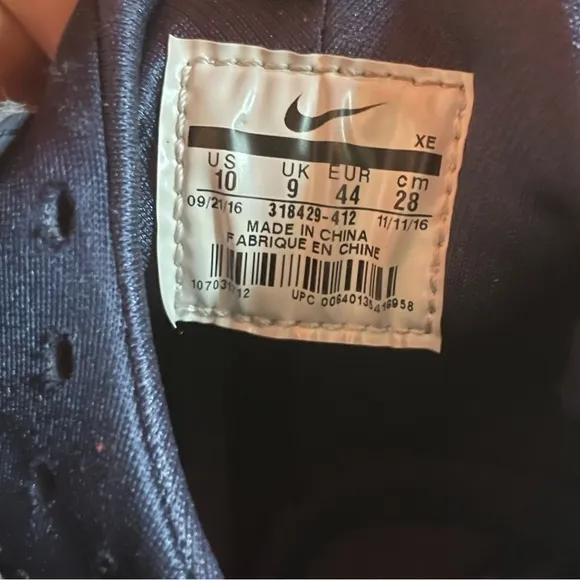 XE
US UK EUR cm
10 9 44 28
09/21/16 318429-412 11/11/16
MADE IN CHINA
FABRIQUE EN CHINE
UPC